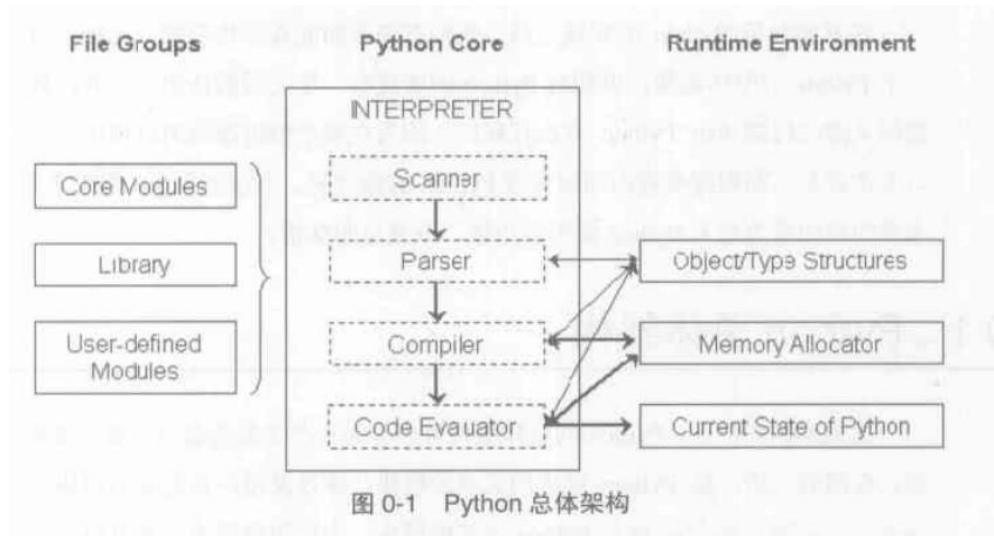 File Groups
Python Core
Runtime Environment
INTERPRETER
Core Modules
Library
User-defined
Modules
Scanner
Parser
Compiler
Code Evauator
Object/Type Structures
Memory Allocator
Current State of Python
图 0-1 Python 总体架构